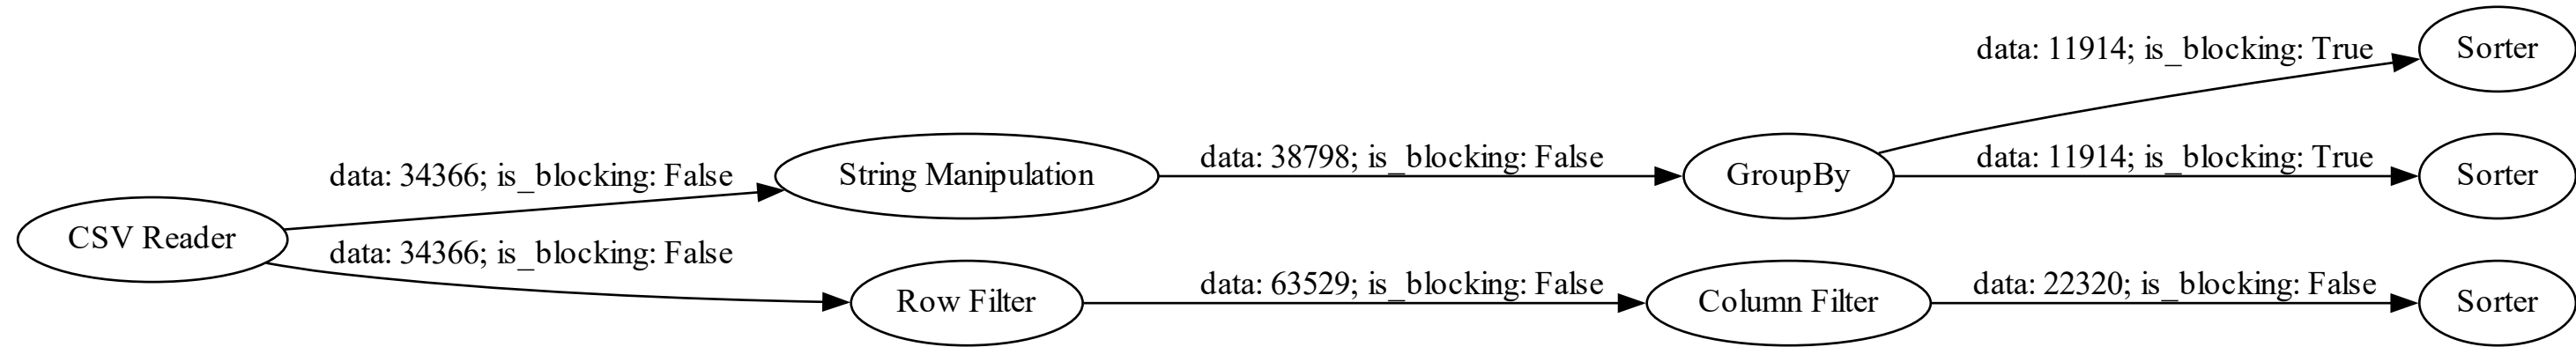 data: 11914; is_blocking: True
Sorter
data: 34366; is_blocking: False
String Manipulation
data: 38798; is_blocking: False
GroupBy
data: 11914; is_blocking: True
Sorter
CSV Reader
data: 34366; is_blocking: False
Row Filter
data: 63529; is_blocking: False
Column Filter
data: 22320; is_blocking: False
Sorter